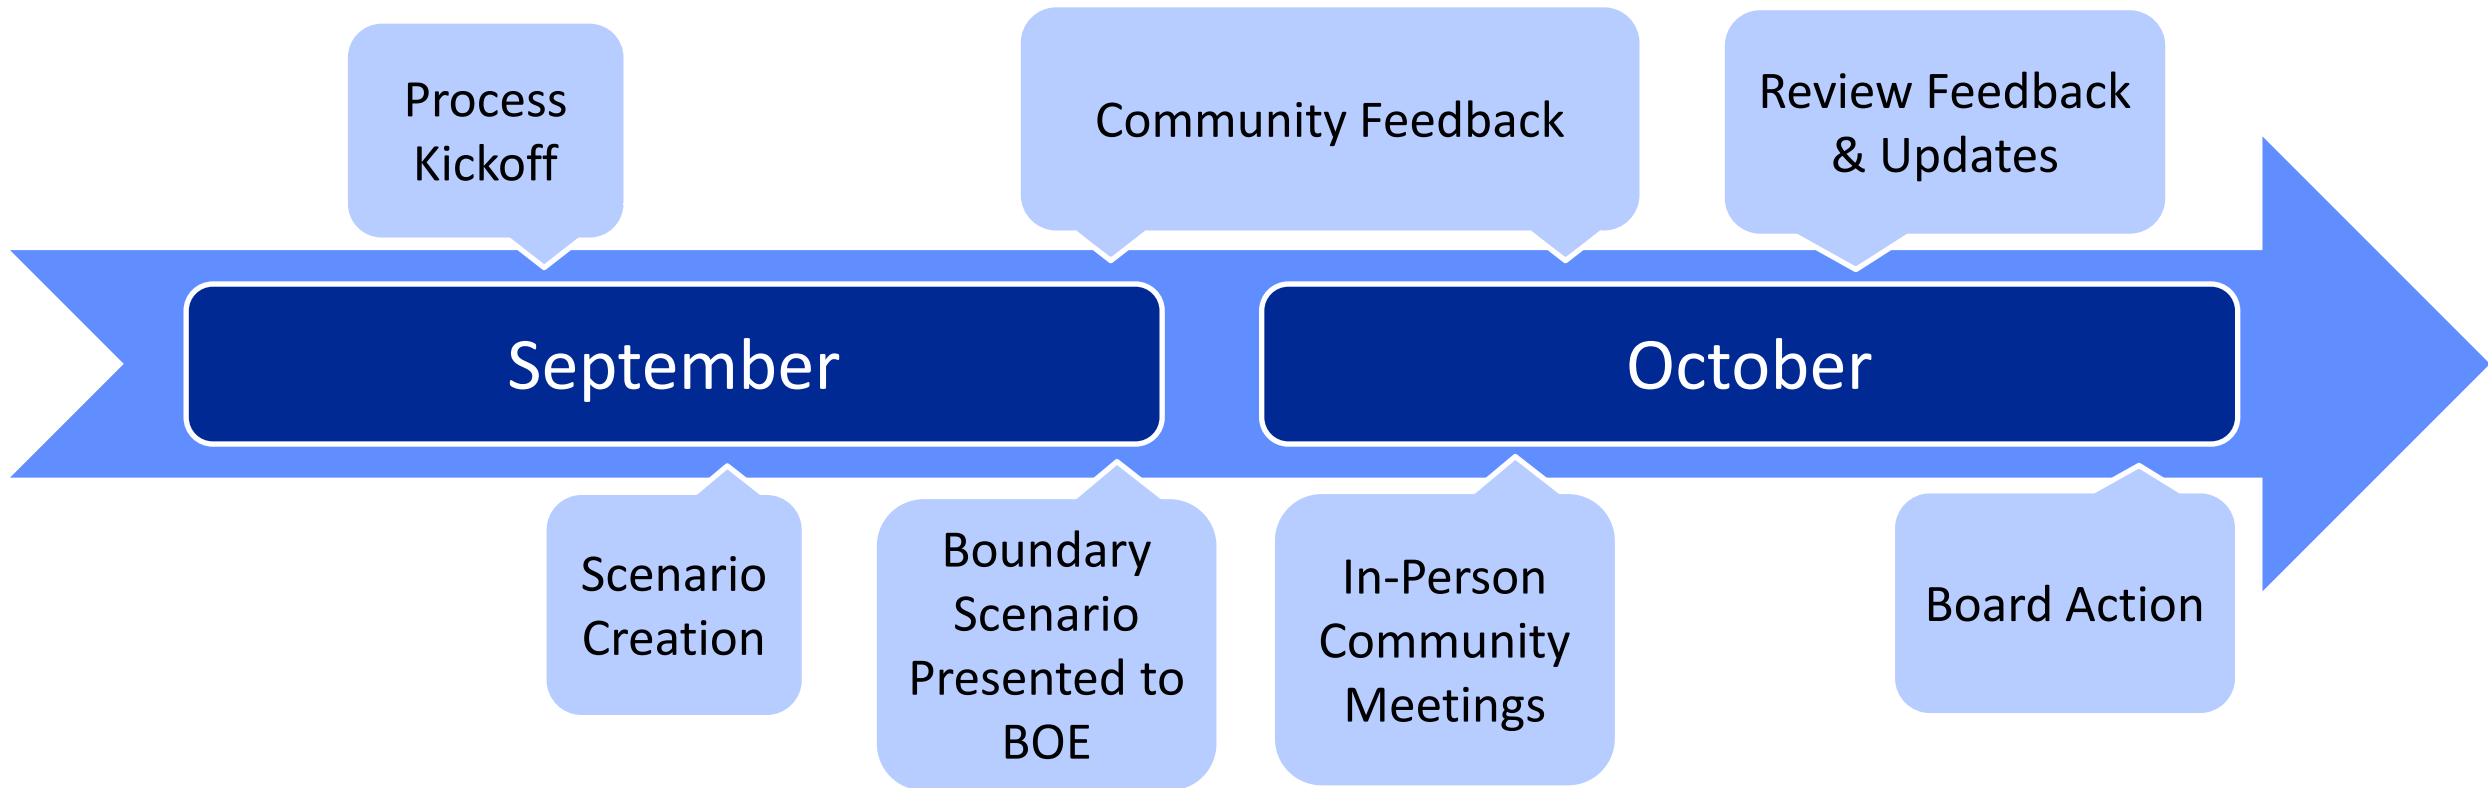 Process
Kickoff
Community Feedback
Review Feedback
& Updates
September
October
Scenario
Creation
Boundary
Scenario
Presented to
BOE
In-Person
Community
Meetings
Board Action